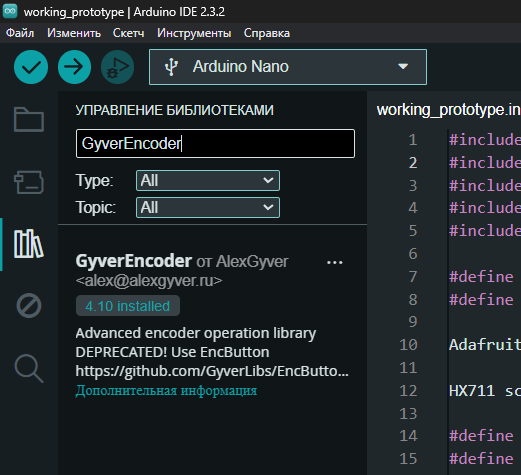 working_prototype | Arduino IDE 2.3.2
Файл Изменить Скетч Инструменты Справка
Arduino Nano
УПРАВЛЕНИЕ БИБЛИОТЕКАМИ
GyverEncoder
Type: All
Topic: All
GyverEncoder от AlexGyver
<alex@alexgyver.ru>
4.10 installed
Advanced encoder operation library
DEPRECATED! Use EncButton
https://github.com/GyverLibs/EncButto...
Дополнительная информация
working_prototype.in
1 #include
2 #include
3 #include
4 #include
5 #include
6
7 #define
8 #define
9
10 Adafruit
11
12 HX711 sc
13
14 #define
15 #define